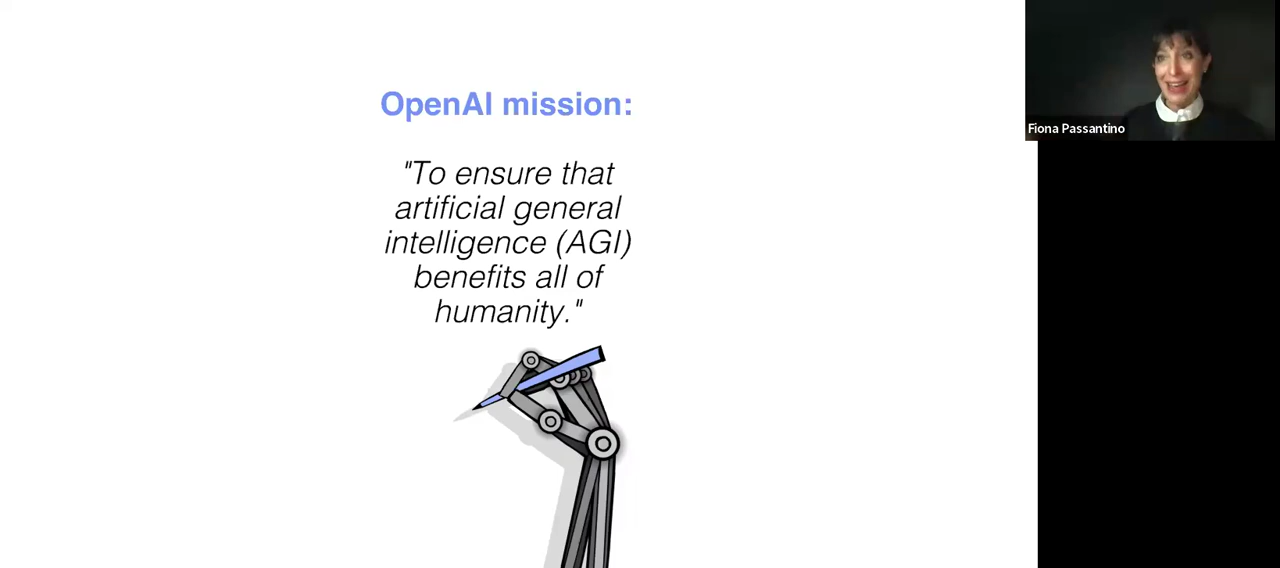 OpenAI mission:
"To ensure that
artificial general
intelligence (AGI)
benefits all of
humanity."
Fiona Passantino